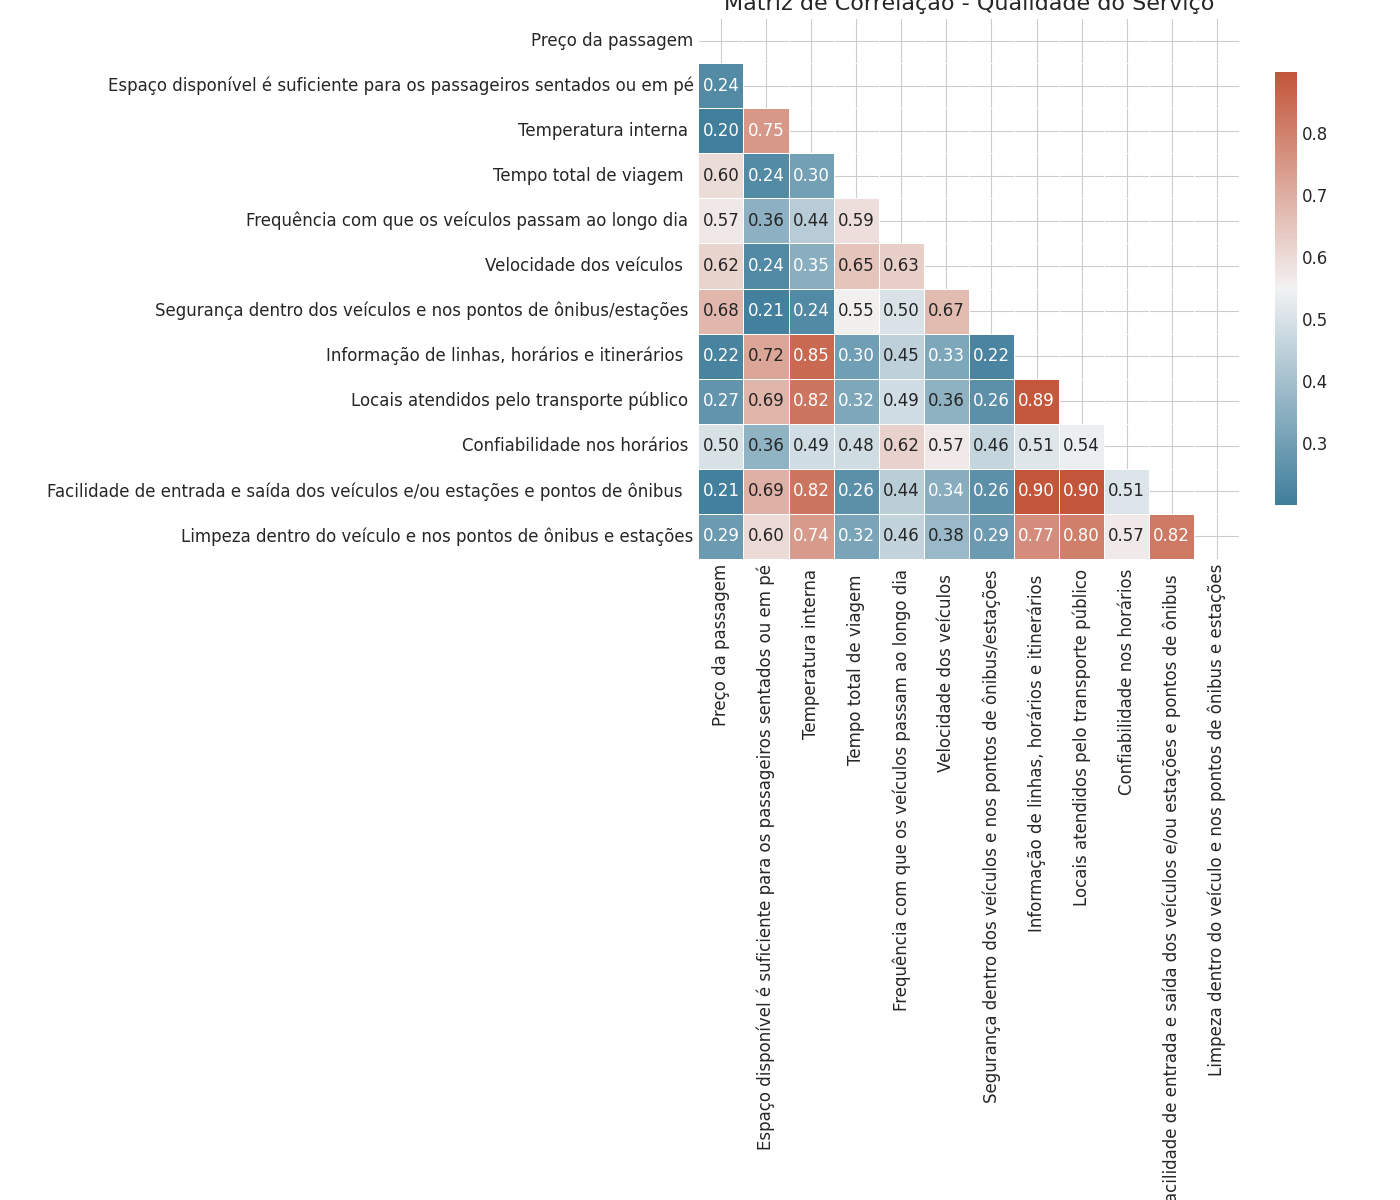 Matriz de Correlação - Qualidade do Serviço
Preço da passagem
Espaço disponível é suficiente para os passageiros sentados ou em pé 0.24
Temperatura interna 0.20 0.75
Tempo total de viagem 0.60 0.24 0.30
Frequência com que os veículos passam ao longo dia 0.57 0.36 0.44 0.59
Velocidade dos veículos 0.62 0.24 0.35 0.65 0.63
Segurança dentro dos veículos e nos pontos de ônibus/estações 0.68 0.21 0.24 0.55 0.50 0.67
Informação de linhas, horários e itinerários 0.22 0.72 0.85 0.30 0.45 0.33 0.22
Locais atendidos pelo transporte público 0.27 0.69 0.82 0.32 0.49 0.36 0.26 0.89
Confiabilidade nos horários 0.50 0.36 0.49 0.48 0.62 0.57 0.46 0.51 0.54
Facilidade de entrada e saída dos veículos e/ou estações e pontos de ônibus 0.21 0.69 0.82 0.26 0.44 0.34 0.26 0.90 0.90 0.51
Limpeza dentro do veículo e nos pontos de ônibus e estações 0.29 0.60 0.74 0.32 0.46 0.38 0.29 0.77 0.80 0.57 0.82
Preço da passagem
Espaço disponível é suficiente para os passageiros sentados ou em pé
Temperatura interna
Tempo total de viagem
Frequência com que os veículos passam ao longo dia
Velocidade dos veículos
Segurança dentro dos veículos e nos pontos de ônibus/estações
Informação de linhas, horários e itinerários
Locais atendidos pelo transporte público
Confiabilidade nos horários
acilidade de entrada e saída dos veículos e/ou estações e pontos de ônibus
Limpeza dentro do veículo e nos pontos de ônibus e estações
0.8
0.7
0.6
0.5
0.4
0.3